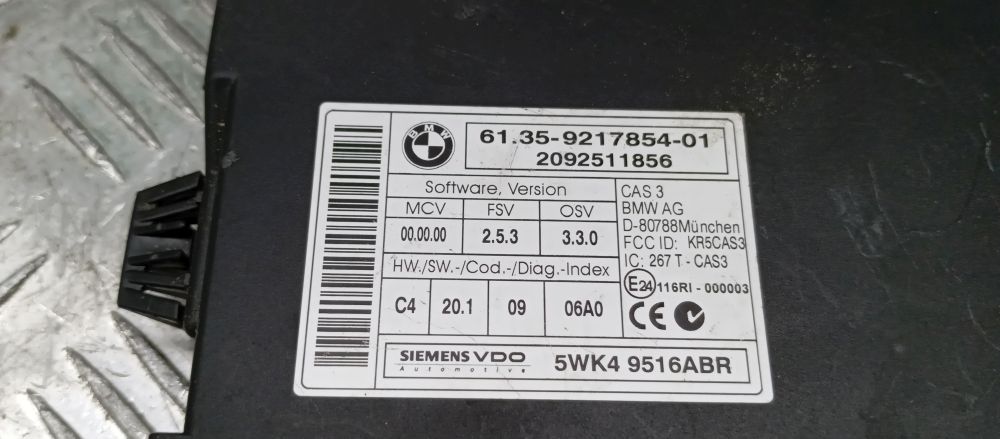 BMW
61.35-9217854-01
2092511856
Software, Version
MCV FSV OSV
00.00.00 2.5.3 3.3.0
HW./SW.-/Cod.-/Diag.-Index
C4 20.1 09 06A0
CAS 3
BMW AG
D-80788München
FCC ID: KR5CAS3
IC: 267 T - CAS3
E24 116RI - 000003
CE
SIEMENS VDO
Automotive
5WK4 9516ABR